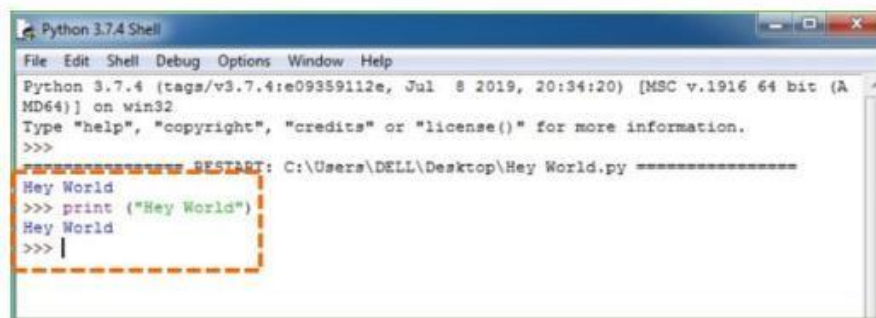 Python 3.7.4 Shell
File Edit Shell Debug Options Window Help
Python 3.7.4 (tags/v3.7.4:e09359112e, Jul  8 2019, 20:34:20) [MSC v.1916 64 bit (A
MD64)] on win32
Type "help", "copyright", "credits" or "license()" for more information.
>>>
================ RESTART: C:\Users\DELL\Desktop\Hey World.py ================
Hey World
>>> print ("Hey World")
Hey World
>>>